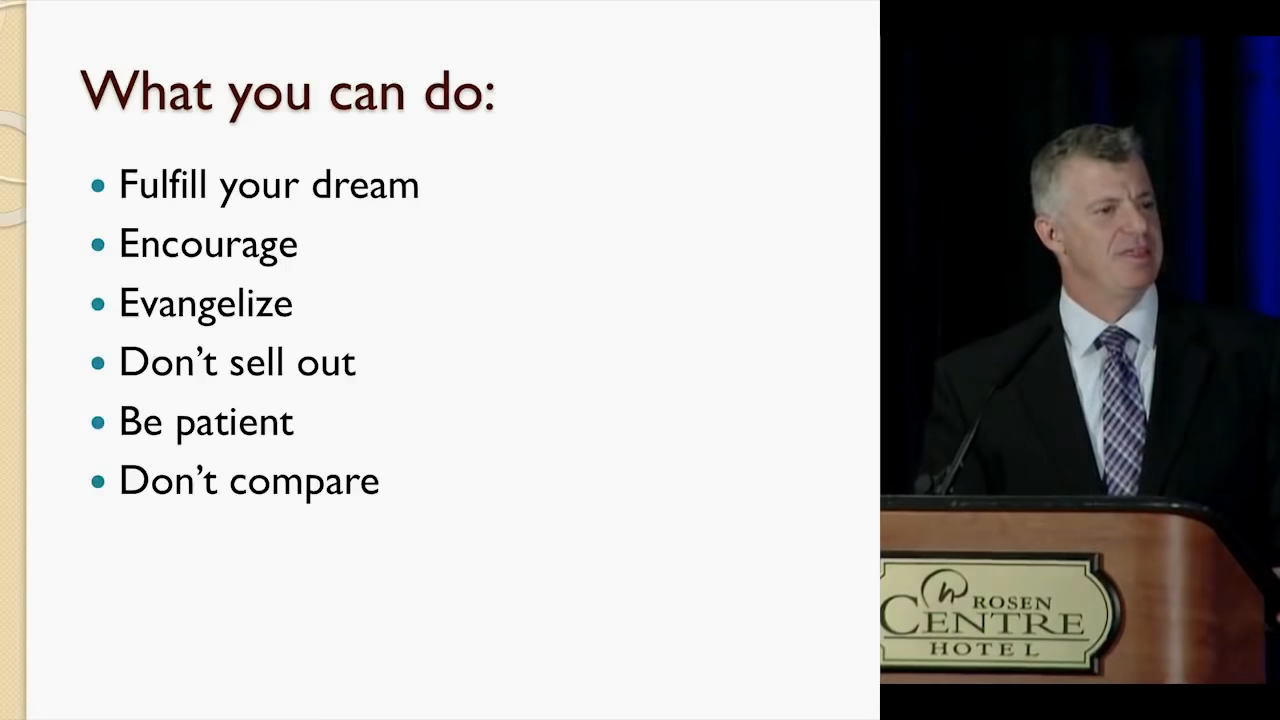 What you can do:
Fulfill your dream
Encourage
Evangelize
Don't sell out
Be patient
Don't compare
ROSEN
CENTRE
HOTEL